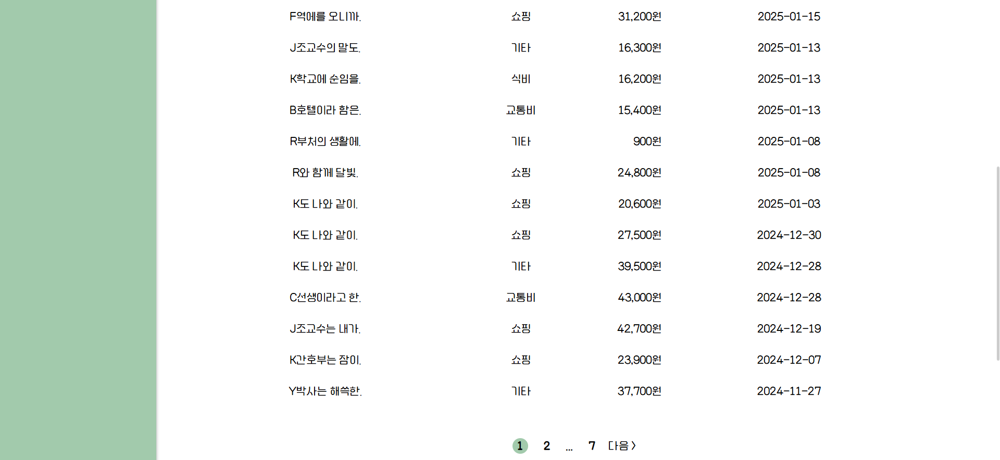 F역에를 오니까. 쇼핑 31,200원 2025-01-15
J조교수의 말도. 기타 16,300원 2025-01-13
K학교에 순임을. 식비 16,200원 2025-01-13
B호텔이라 함은. 교통비 15,400원 2025-01-13
R부처의 생활에. 기타 900원 2025-01-08
R와 함께 달빛. 쇼핑 24,800원 2025-01-08
K도 나와 같이. 쇼핑 20,600원 2025-01-03
K도 나와 같이. 쇼핑 27,500원 2024-12-30
K도 나와 같이. 기타 39,500원 2024-12-28
C선생이라고 한. 교통비 43,000원 2024-12-28
J조교수는 내가. 쇼핑 42,700원 2024-12-19
K간호부는 잠이. 쇼핑 23,900원 2024-12-07
Y박사는 해쓱한. 기타 37,700원 2024-11-27
1 2 ... 7 다음 >